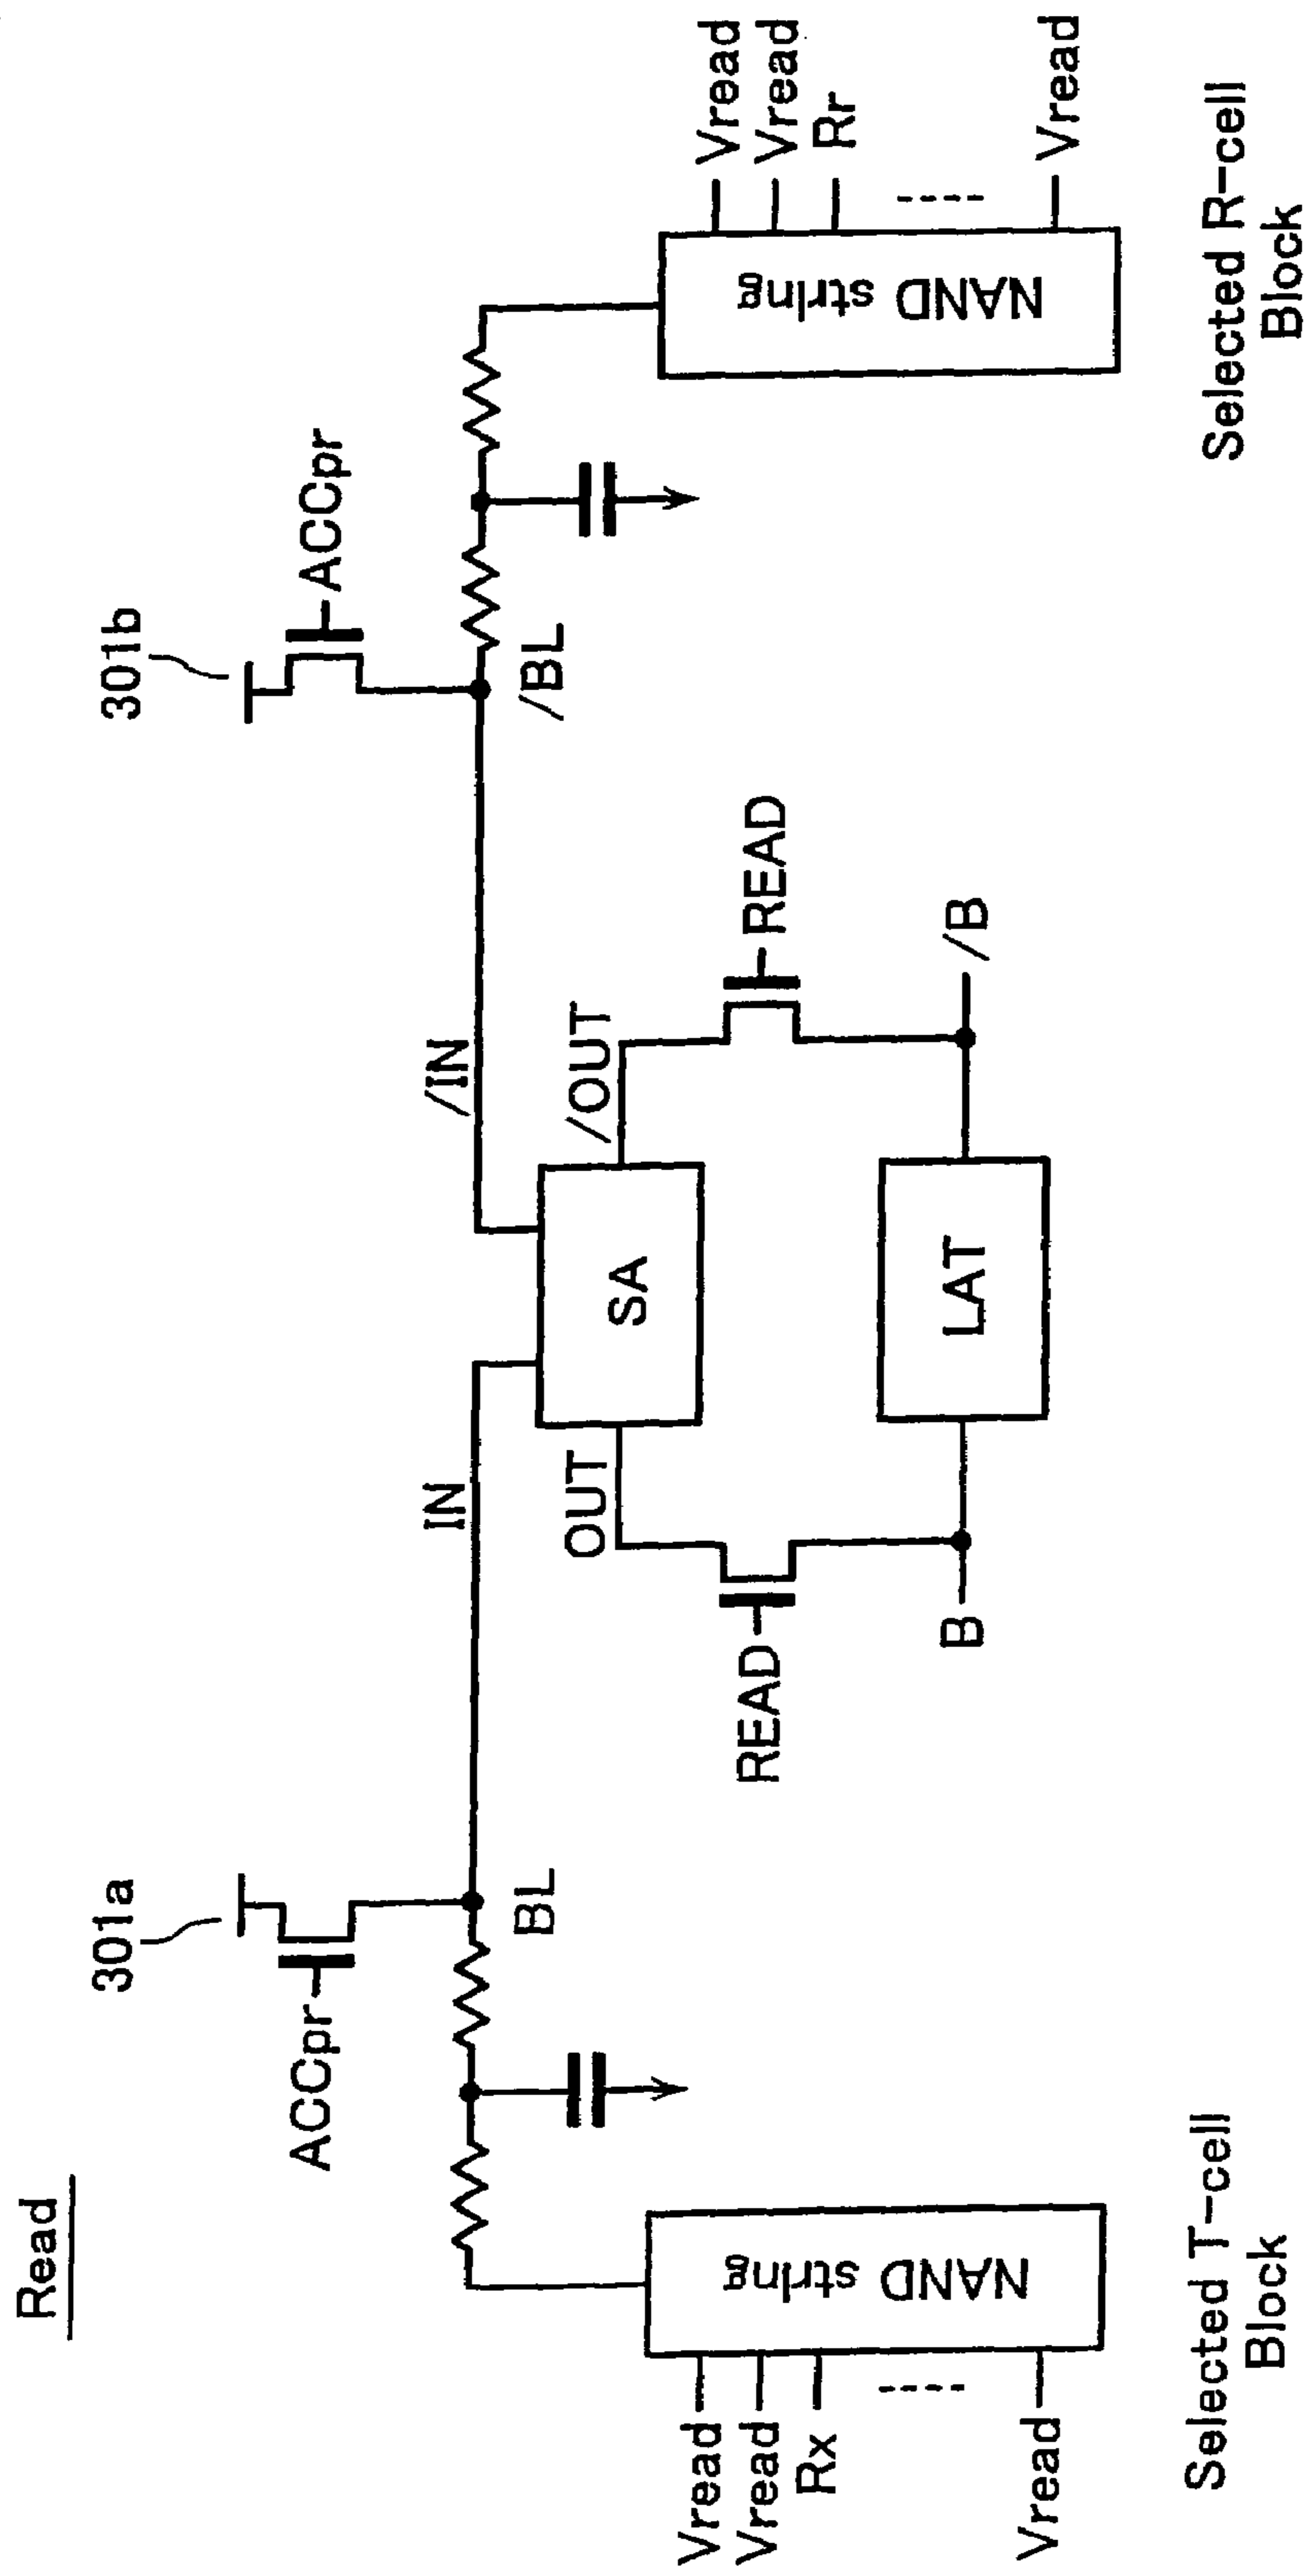 Read
301a
301b
ACCpr
ACCpr
IN
/IN
BL
/BL
SA
OUT
/OUT
READ
READ
LAT
B
/B
NAND string
NAND string
Vread
Vread
Rx
Vread
Vread
Vread
Rr
Vread
Selected T-cell
Block
Selected R-cell
Block